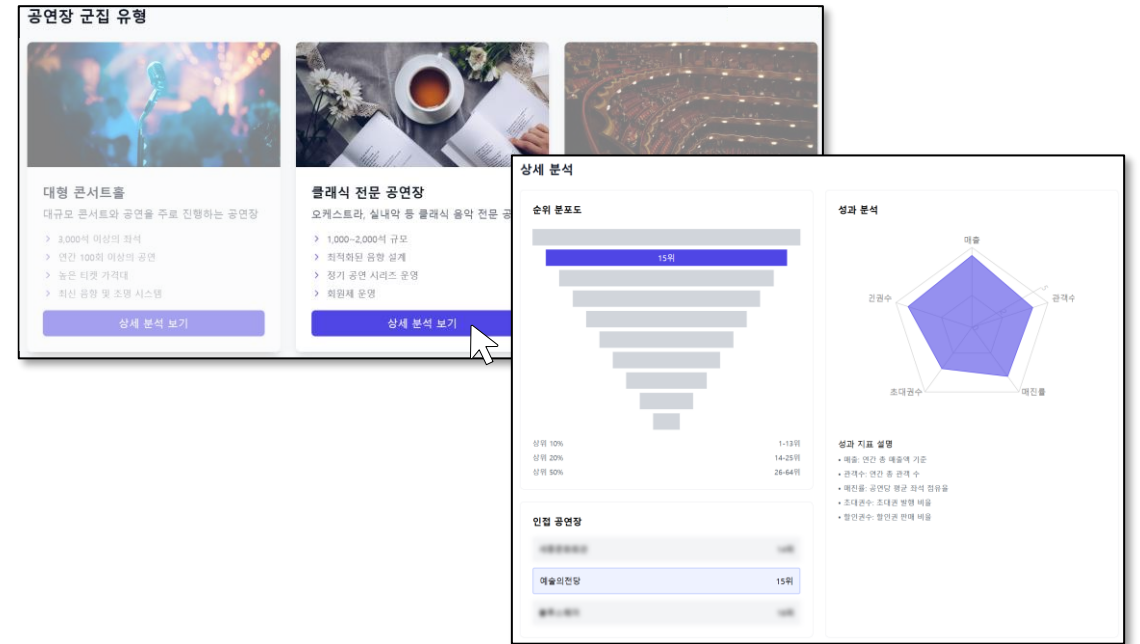 공연장 군집 유형
대형 콘서트홀
대규모 콘서트와 공연을 주로 진행하는 공연장
> 3,000석 이상의 좌석
> 연간 100회 이상의 공연
> 높은 티켓 가격대
> 최신 음향 및 조명 시스템
상세 분석 보기
클래식 전문 공연장
오케스트라, 실내악 등 클래식 음악 전문 공
> 1,000–2,000석 규모
> 최적화된 음향 설계
> 정기 공연 시리즈 운영
> 회원제 운영
상세 분석 보기
상세 분석
순위 분포도
15위
상위 10% 1-13위
상위 20% 14-25위
상위 50% 26-64위
인접 공연장
예술의전당 15위
성과 분석
매출
관객수
매진률
초대권수
성과 지표 설명
• 매출: 연간 총 매출액 기준
• 관객수: 연간 총 관객 수
• 매진률: 공연당 평균 좌석 점유율
• 초대권수: 초대권 발행 비율
• 할인권수: 할인권 판매 비율